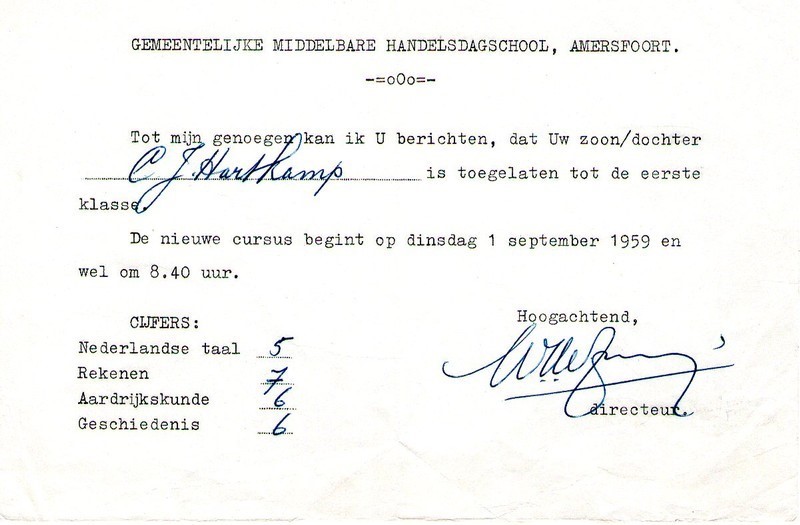 GEMEENTELIJKE MIDDELBARE HANDELSDAGSCHOOL, AMERSFOORT.
-=oOo=-
Tot mijn genoegen kan ik U berichten, dat Uw zoon/dochter
C J. Hartkamp is toegelaten tot de eerste
klasse.
De nieuwe cursus begint op dinsdag 1 september 1959 en
wel om 8.40 uur.
CIJFERS:
Nederlandse taal 5
Rekenen 7
Aardrijkskunde 6
Geschiedenis 6
Hoogachtend,
directeur.